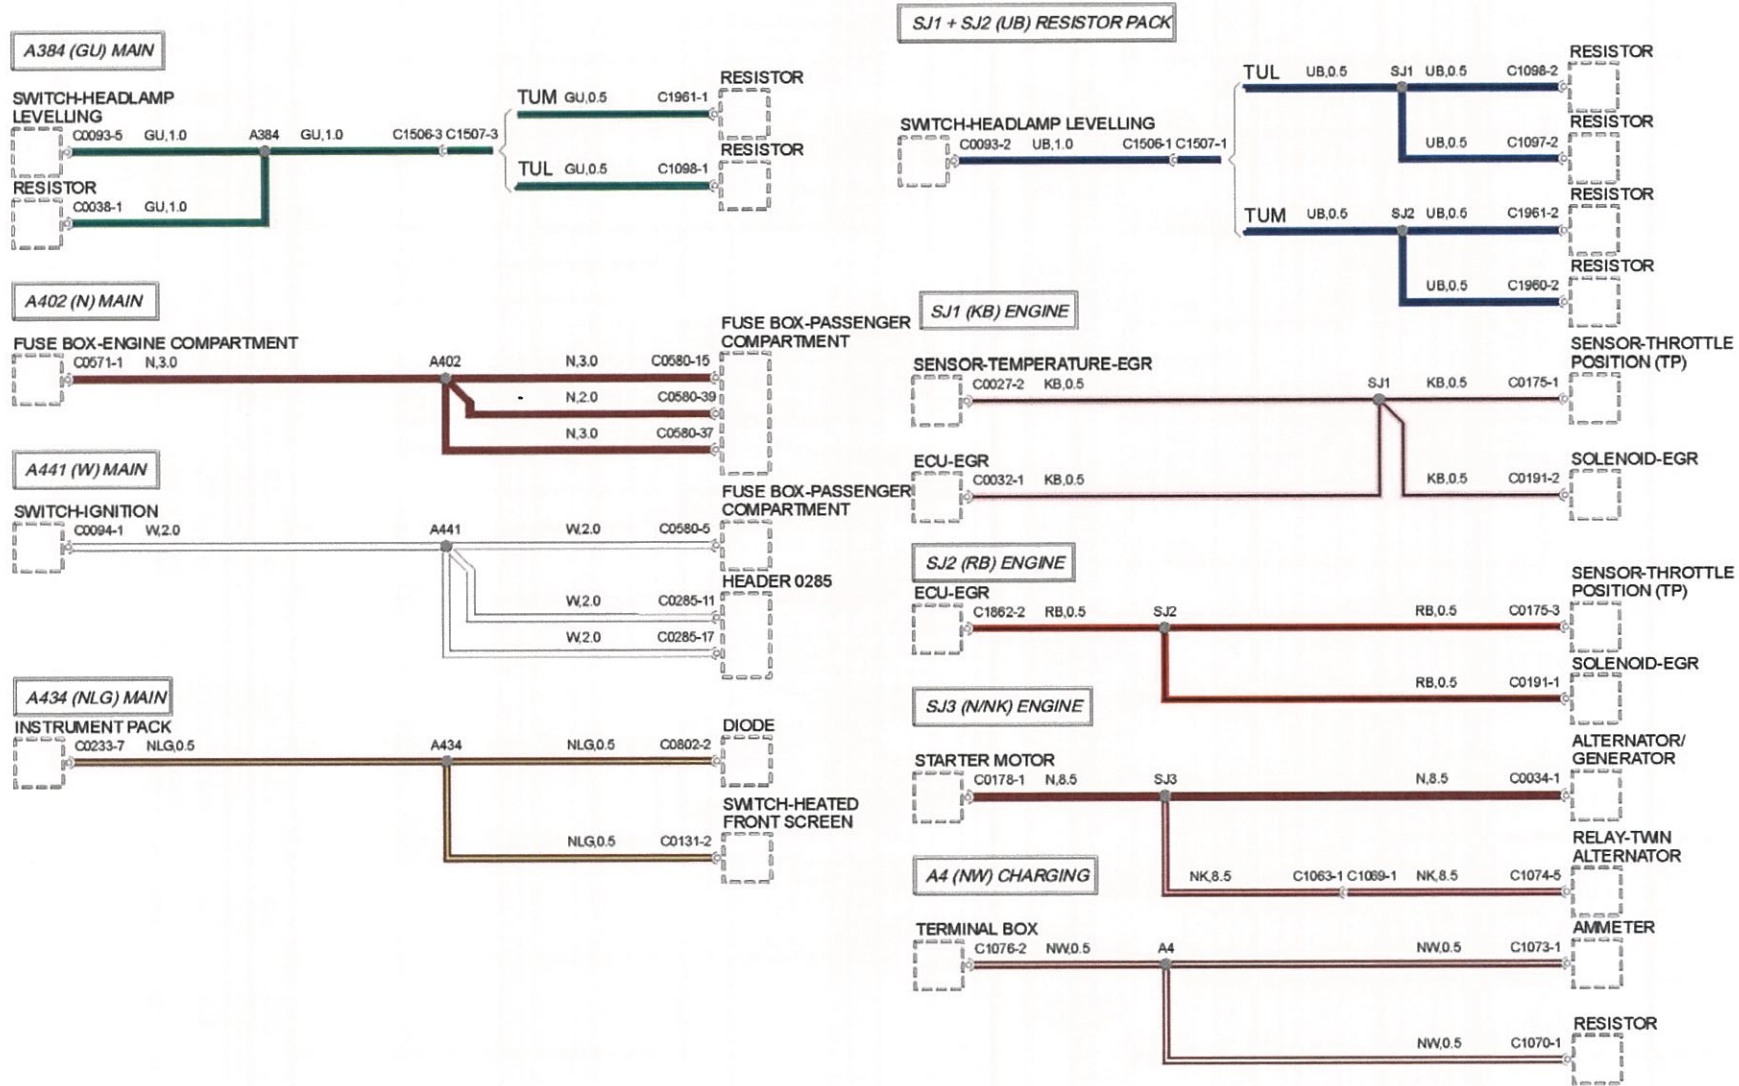 A384 (GU) MAIN
SWITCH-HEADLAMP
LEVELLING
C0093-5 GU,1.0 A384 GU,1.0 C1506-3 C1507-3
RESISTOR
C0038-1 GU,1.0
TUM GU,0.5 C1961-1
RESISTOR
TUL GU,0.5 C1098-1
RESISTOR
A402 (N) MAIN
FUSE BOX-ENGINE COMPARTMENT
C0571-1 N,3.0 A402 N,3.0 C0580-15
FUSE BOX-PASSENGER
COMPARTMENT
N,2.0 C0580-39
N,3.0 C0580-37
A441 (W) MAIN
SWITCH-IGNITION
C0094-1 W,2.0 A441 W,2.0 C0580-5
FUSE BOX-PASSENGER
COMPARTMENT
HEADER 0285
W,2.0 C0285-11
W,2.0 C0285-17
A434 (NLG) MAIN
INSTRUMENT PACK
C0233-7 NLG,0.5 A434 NLG,0.5 C0802-2
DIODE
SWITCH-HEATED
FRONT SCREEN
NLG,0.5 C0131-2
SJ1 + SJ2 (UB) RESISTOR PACK
SWITCH-HEADLAMP LEVELLING
C0093-2 UB,1.0 C1506-1 C1507-1
RESISTOR
TUL UB,0.5 SJ1 UB,0.5 C1098-2
RESISTOR
UB,0.5 C1097-2
RESISTOR
TUM UB,0.5 SJ2 UB,0.5 C1961-2
RESISTOR
UB,0.5 C1960-2
SJ1 (KB) ENGINE
SENSOR-TEMPERATURE-EGR
C0027-2 KB,0.5 SJ1 KB,0.5 C0175-1
SENSOR-THROTTLE
POSITION (TP)
ECU-EGR
C0032-1 KB,0.5
SOLENOID-EGR
KB,0.5 C0191-2
SJ2 (RB) ENGINE
ECU-EGR
C1862-2 RB,0.5 SJ2 RB,0.5 C0175-3
SENSOR-THROTTLE
POSITION (TP)
SOLENOID-EGR
RB,0.5 C0191-1
SJ3 (N/NK) ENGINE
STARTER MOTOR
C0178-1 N,8.5 SJ3 N,8.5 C0034-1
ALTERNATOR/
GENERATOR
RELAY-TWIN
ALTERNATOR
NK,8.5 C1063-1 C1069-1 NK,8.5 C1074-5
A4 (NW) CHARGING
TERMINAL BOX
C1076-2 NW,0.5 A4 NW,0.5 C1073-1
AMMETER
RESISTOR
NW,0.5 C1070-1